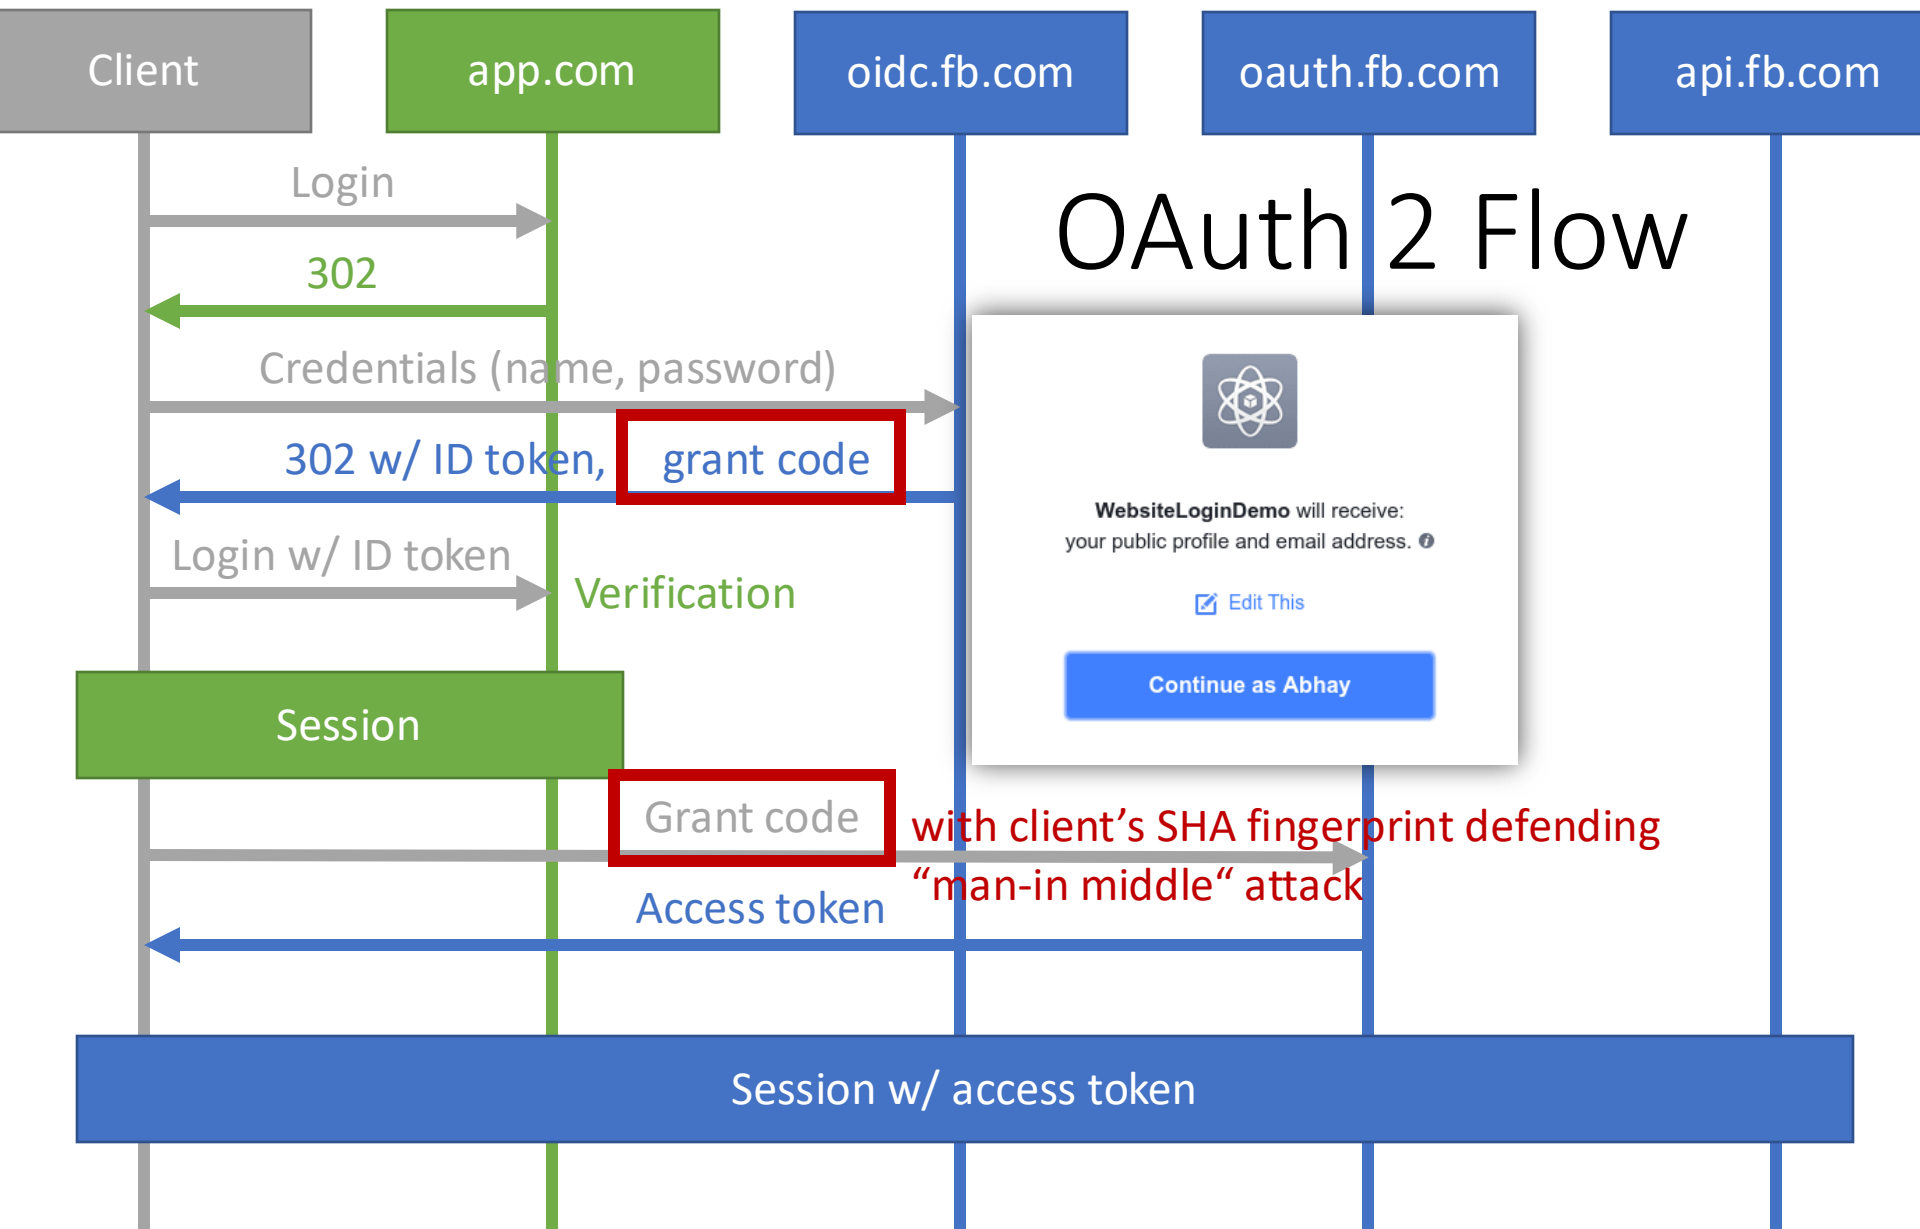 Client
app.com
oidc.fb.com
oauth.fb.com
api.fb.com
Login
OAuth 2 Flow
302
Credentials (name, password)
302 w/ ID token, grant code
WebsiteLoginDemo will receive:
your public profile and email address.
Edit This
Continue as Abhay
Login w/ ID token
Verification
Session
Grant code
with client’s SHA fingerprint defending
“man-in middle“ attack
Access token
Session w/ access token